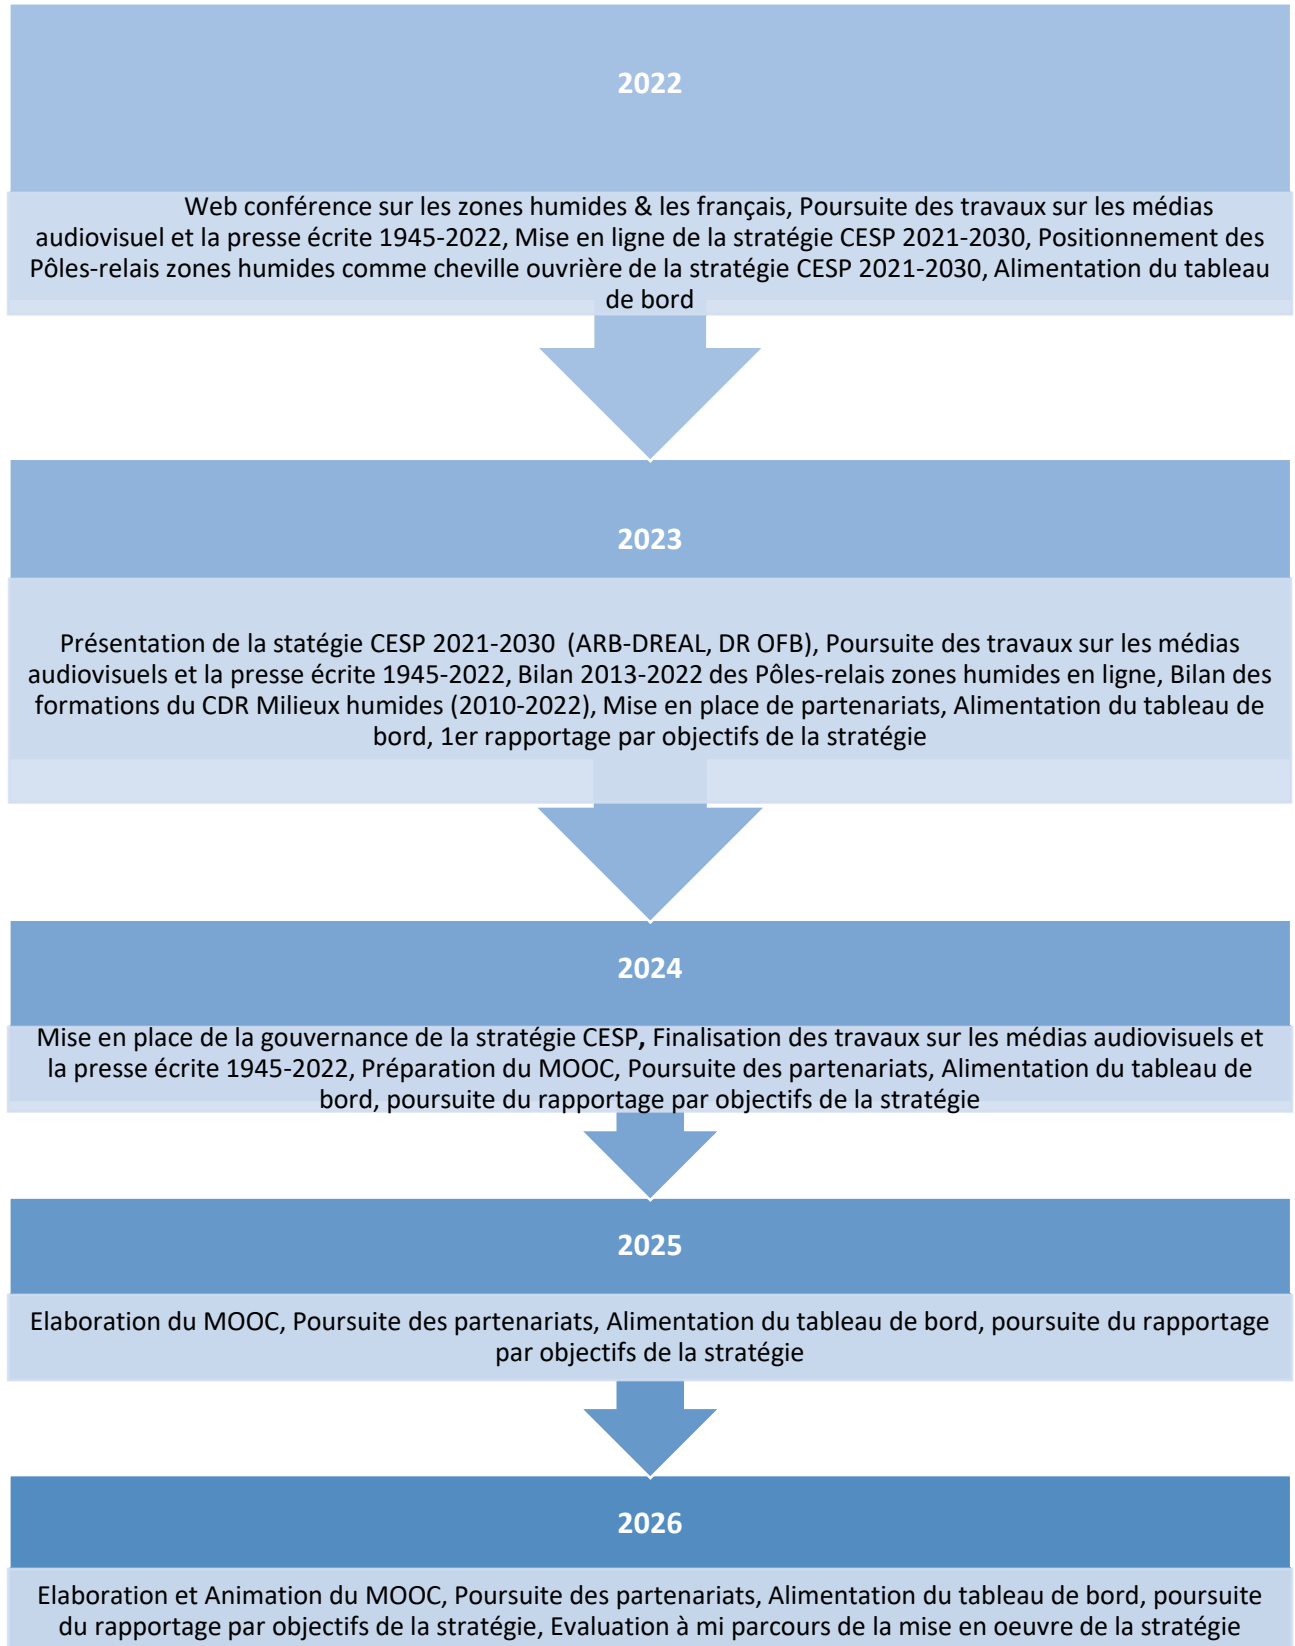 2022
Web conférence sur les zones humides & les français, Poursuite des travaux sur les médias
audiovisuel et la presse écrite 1945-2022, Mise en ligne de la stratégie CESP 2021-2030, Positionnement des
Pôles-relais zones humides comme cheville ouvrière de la stratégie CESP 2021-2030, Alimentation du tableau
de bord
2023
Présentation de la statégie CESP 2021-2030 (ARB-DREAL, DR OFB), Poursuite des travaux sur les médias
audiovisuels et la presse écrite 1945-2022, Bilan 2013-2022 des Pôles-relais zones humides en ligne, Bilan des
formations du CDR Milieux humides (2010-2022), Mise en place de partenariats, Alimentation du tableau de
bord, 1er rapportage par objectifs de la stratégie
2024
Mise en place de la gouvernance de la stratégie CESP, Finalisation des travaux sur les médias audiovisuels et
la presse écrite 1945-2022, Préparation du MOOC, Poursuite des partenariats, Alimentation du tableau de
bord, poursuite du rapportage par objectifs de la stratégie
2025
Elaboration du MOOC, Poursuite des partenariats, Alimentation du tableau de bord, poursuite du rapportage
par objectifs de la stratégie
2026
Elaboration et Animation du MOOC, Poursuite des partenariats, Alimentation du tableau de bord, poursuite
du rapportage par objectifs de la stratégie, Evaluation à mi parcours de la mise en oeuvre de la stratégie